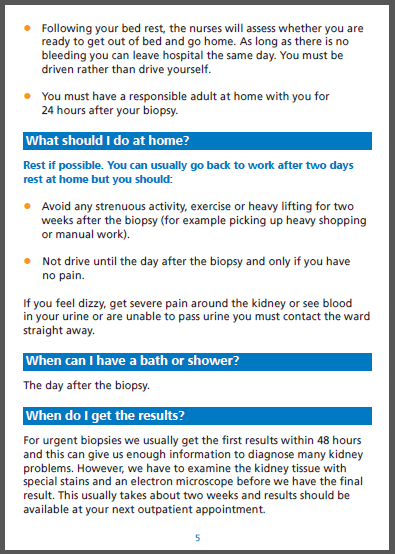 Following your bed rest, the nurses will assess whether you are
ready to get out of bed and go home. As long as there is no
bleeding you can leave hospital the same day. You must be
driven rather than drive yourself.
You must have a responsible adult at home with you for
24 hours after your biopsy.
What should I do at home?
Rest if possible. You can usually go back to work after two days
rest at home but you should:
Avoid any strenuous activity, exercise or heavy lifting for two
weeks after the biopsy (for example picking up heavy shopping
or manual work).
Not drive until the day after the biopsy and only if you have
no pain.
If you feel dizzy, get severe pain around the kidney or see blood
in your urine or are unable to pass urine you must contact the ward
straight away.
When can I have a bath or shower?
The day after the biopsy.
When do I get the results?
For urgent biopsies we usually get the first results within 48 hours
and this can give us enough information to diagnose many kidney
problems. However, we have to examine the kidney tissue with
special stains and an electron microscope before we have the final
result. This usually takes about two weeks and results should be
available at your next outpatient appointment.
5